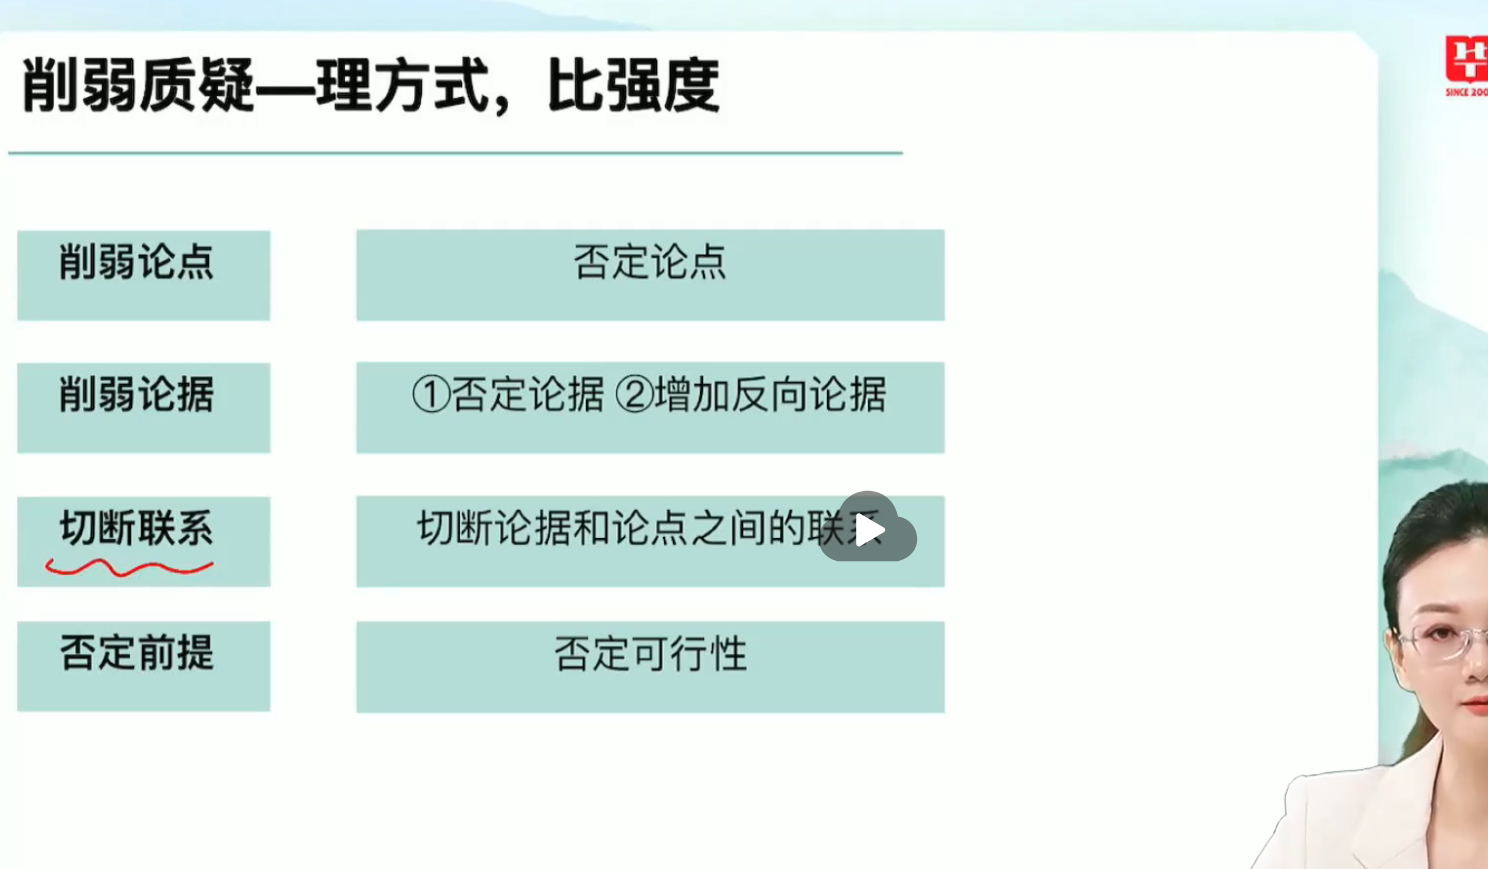 削弱质疑—理方式，比强度
SINCE 200
削弱论点
否定论点
削弱论据
①否定论据 ②增加反向论据
切断联系
切断论据和论点之间的联系
否定前提
否定可行性